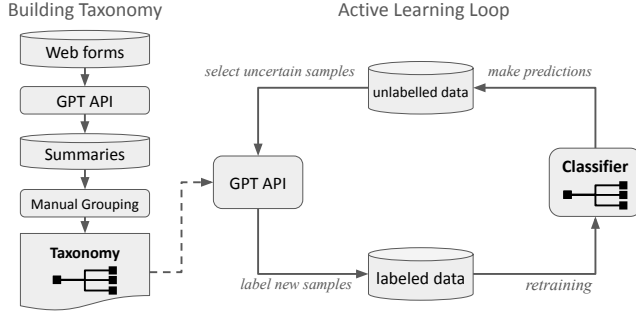 Building Taxonomy
Web forms
GPT API
Summaries
Manual Grouping
Taxonomy
Active Learning Loop
select uncertain samples
unlabelled data
make predictions
GPT API
Classifier
label new samples
labeled data
retraining